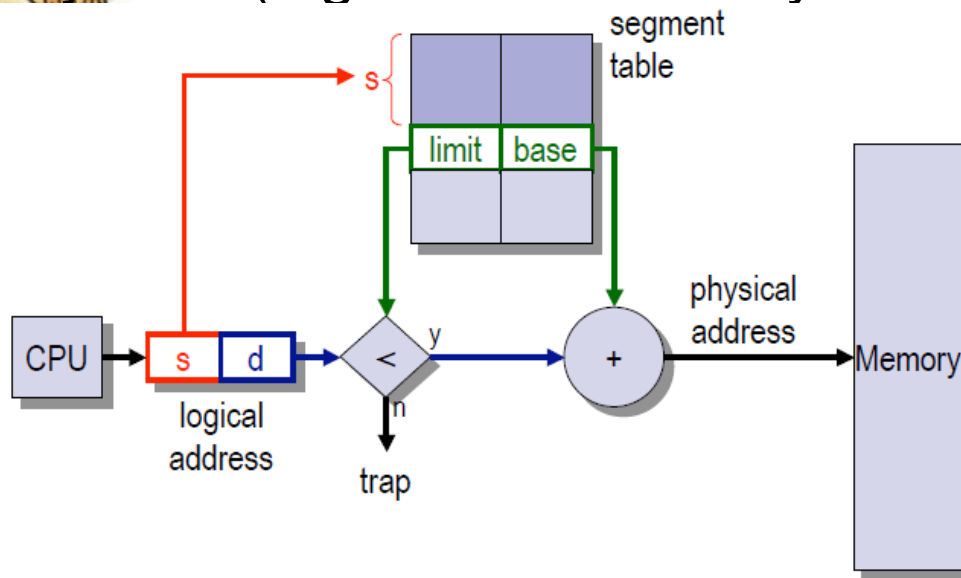 segment
table
s
limit base
physical
address
CPU
s d
<
y
n
+
Memory
logical
address
trap